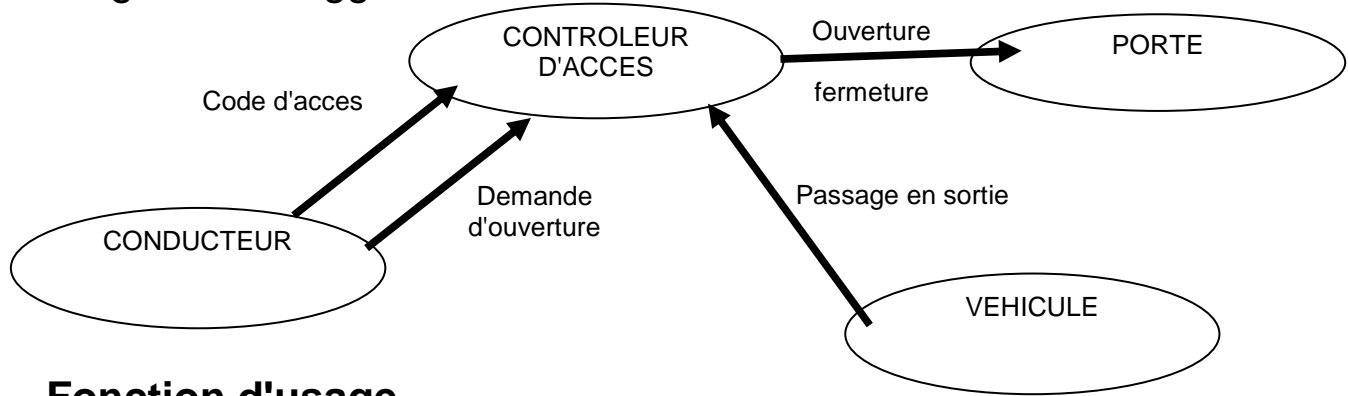 CONTROLEUR
D'ACCES
Ouverture
PORTE
fermeture
Code d'acces
Demande
d'ouverture
Passage en sortie
CONDUCTEUR
VEHICULE
Fonction d'usage